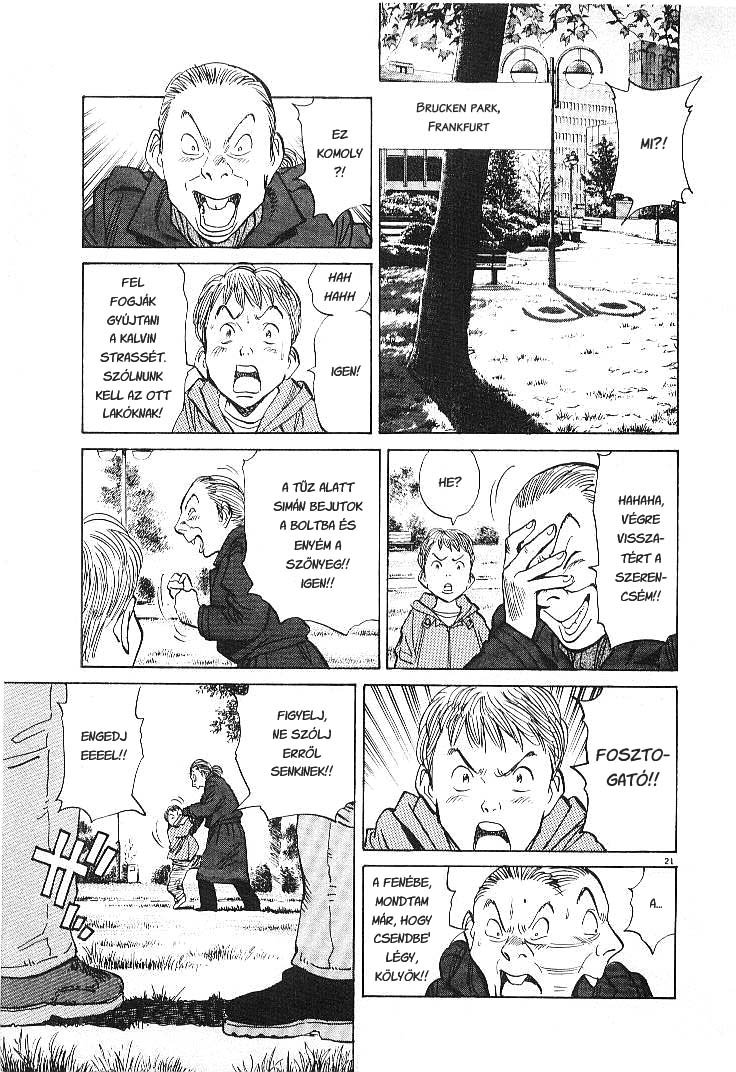 MI?!
BRUCKEN PARK,
FRANKFURT
EZ
KOMOLY
?!
HAH
HAHH
IGEN!
FEL
FOGJÁK
GYÚJTANI
A KALVIN
STRASSÉT.
SZÓLNUNK
KELL AZ OTT
LAKÓKNAK!
HAHAHA,
VÉGRE
VISSZA-
TÉRT A
SZEREN-
CSÉM!!
HE?
A TŰZ ALATT
SIMÁN BEJUTOK
A BOLTBA ÉS
ENYÉM A
SZŐNYEG!!
IGEN!!
FOSZTO-
GATÓ!!
21
A...
A FENÉBE,
MONDTAM
MÁR, HOGY
CSENDBE'
LÉGY,
KÖLYÖK!!
FIGYELJ,
NE SZÓLJ
ERRŐL
SENKINEK!!
ENGEDJ
EEEEL!!